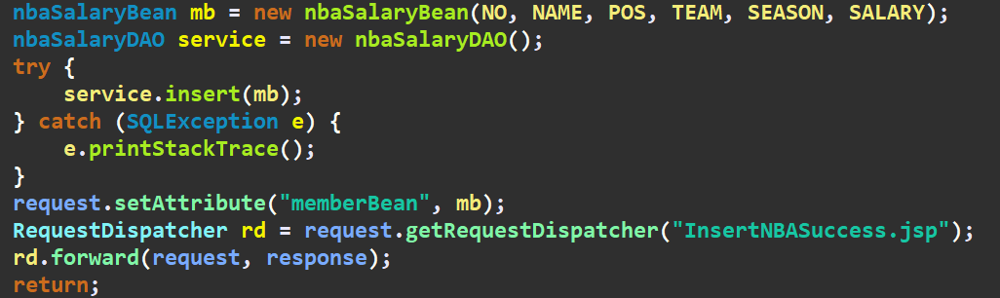 nbaSalaryBean mb = new nbaSalaryBean(NO, NAME, POS, TEAM, SEASON, SALARY);
nbaSalaryDAO service = new nbaSalaryDAO();
try {
    service.insert(mb);
} catch (SQLException e) {
    e.printStackTrace();
}
request.setAttribute("memberBean", mb);
RequestDispatcher rd = request.getRequestDispatcher("InsertNBASuccess.jsp");
rd.forward(request, response);
return;